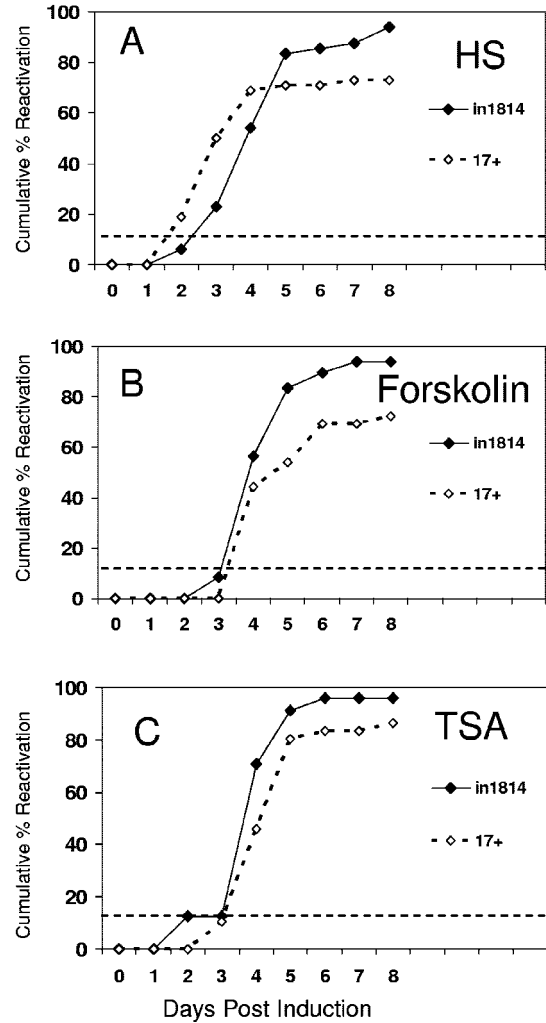 A
HS
Cumulative % Reactivation
100
80
60
40
20
0
in1814
17+
0 1 2 3 4 5 6 7 8
B
Forskolin
Cumulative % Reactivation
100
80
60
40
20
0
in1814
17+
0 1 2 3 4 5 6 7 8
C
TSA
Cumulative % Reactivation
100
80
60
40
20
0
in1814
17+
0 1 2 3 4 5 6 7 8
Days Post Induction